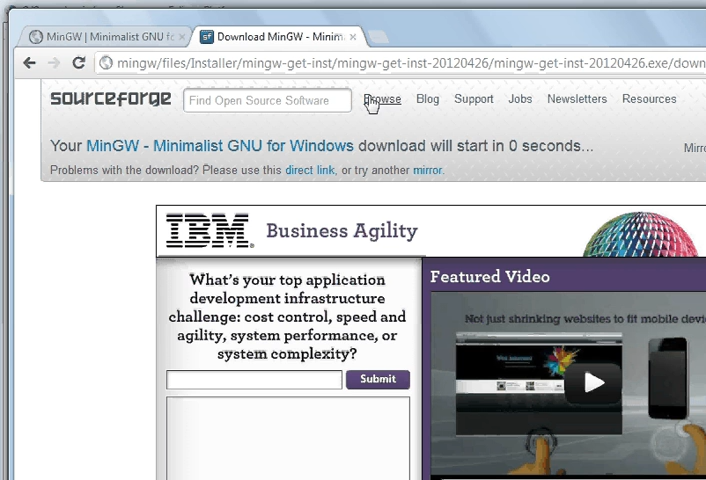 MinGW | Minimalist GNU fo
Download MinGW - Minim
mingw/files/Installer/mingw-get-inst/mingw-get-inst-20120426/mingw-get-inst-20120426.exe/down
sourceforge
Find Open Source Software
Browse
Blog
Support
Jobs
Newsletters
Resources
Your MinGW - Minimalist GNU for Windows download will start in 0 seconds...
Mirro
Problems with the download? Please use this direct link, or try another mirror.
IBM®
Business Agility
What's your top application
development infrastructure
challenge: cost control, speed and
agility, system performance, or
system complexity?
Submit
Featured Video
Not just shrinking websites to fit mobile devic